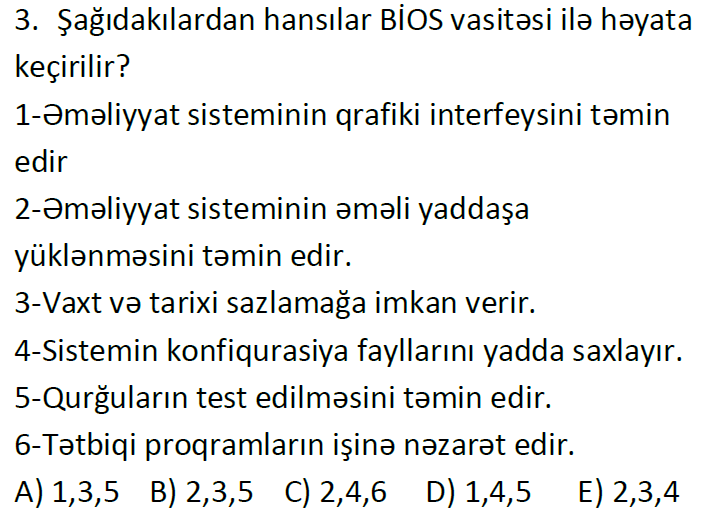 3. Şağıdakılardan hansılar BİOS vasitəsi ilə həyata
keçirilir?
1-Əməliyyat sisteminin qrafiki interfeysini təmin
edir
2-Əməliyyat sisteminin əməli yaddaşa
yüklənməsini təmin edir.
3-Vaxt və tarixi sazlamağa imkan verir.
4-Sistemin konfiqurasiya fayllarını yadda saxlayır.
5-Qurğuların test edilməsini təmin edir.
6-Tətbiqi proqramların işinə nəzarət edir.
A) 1,3,5 B) 2,3,5 C) 2,4,6 D) 1,4,5 E) 2,3,4